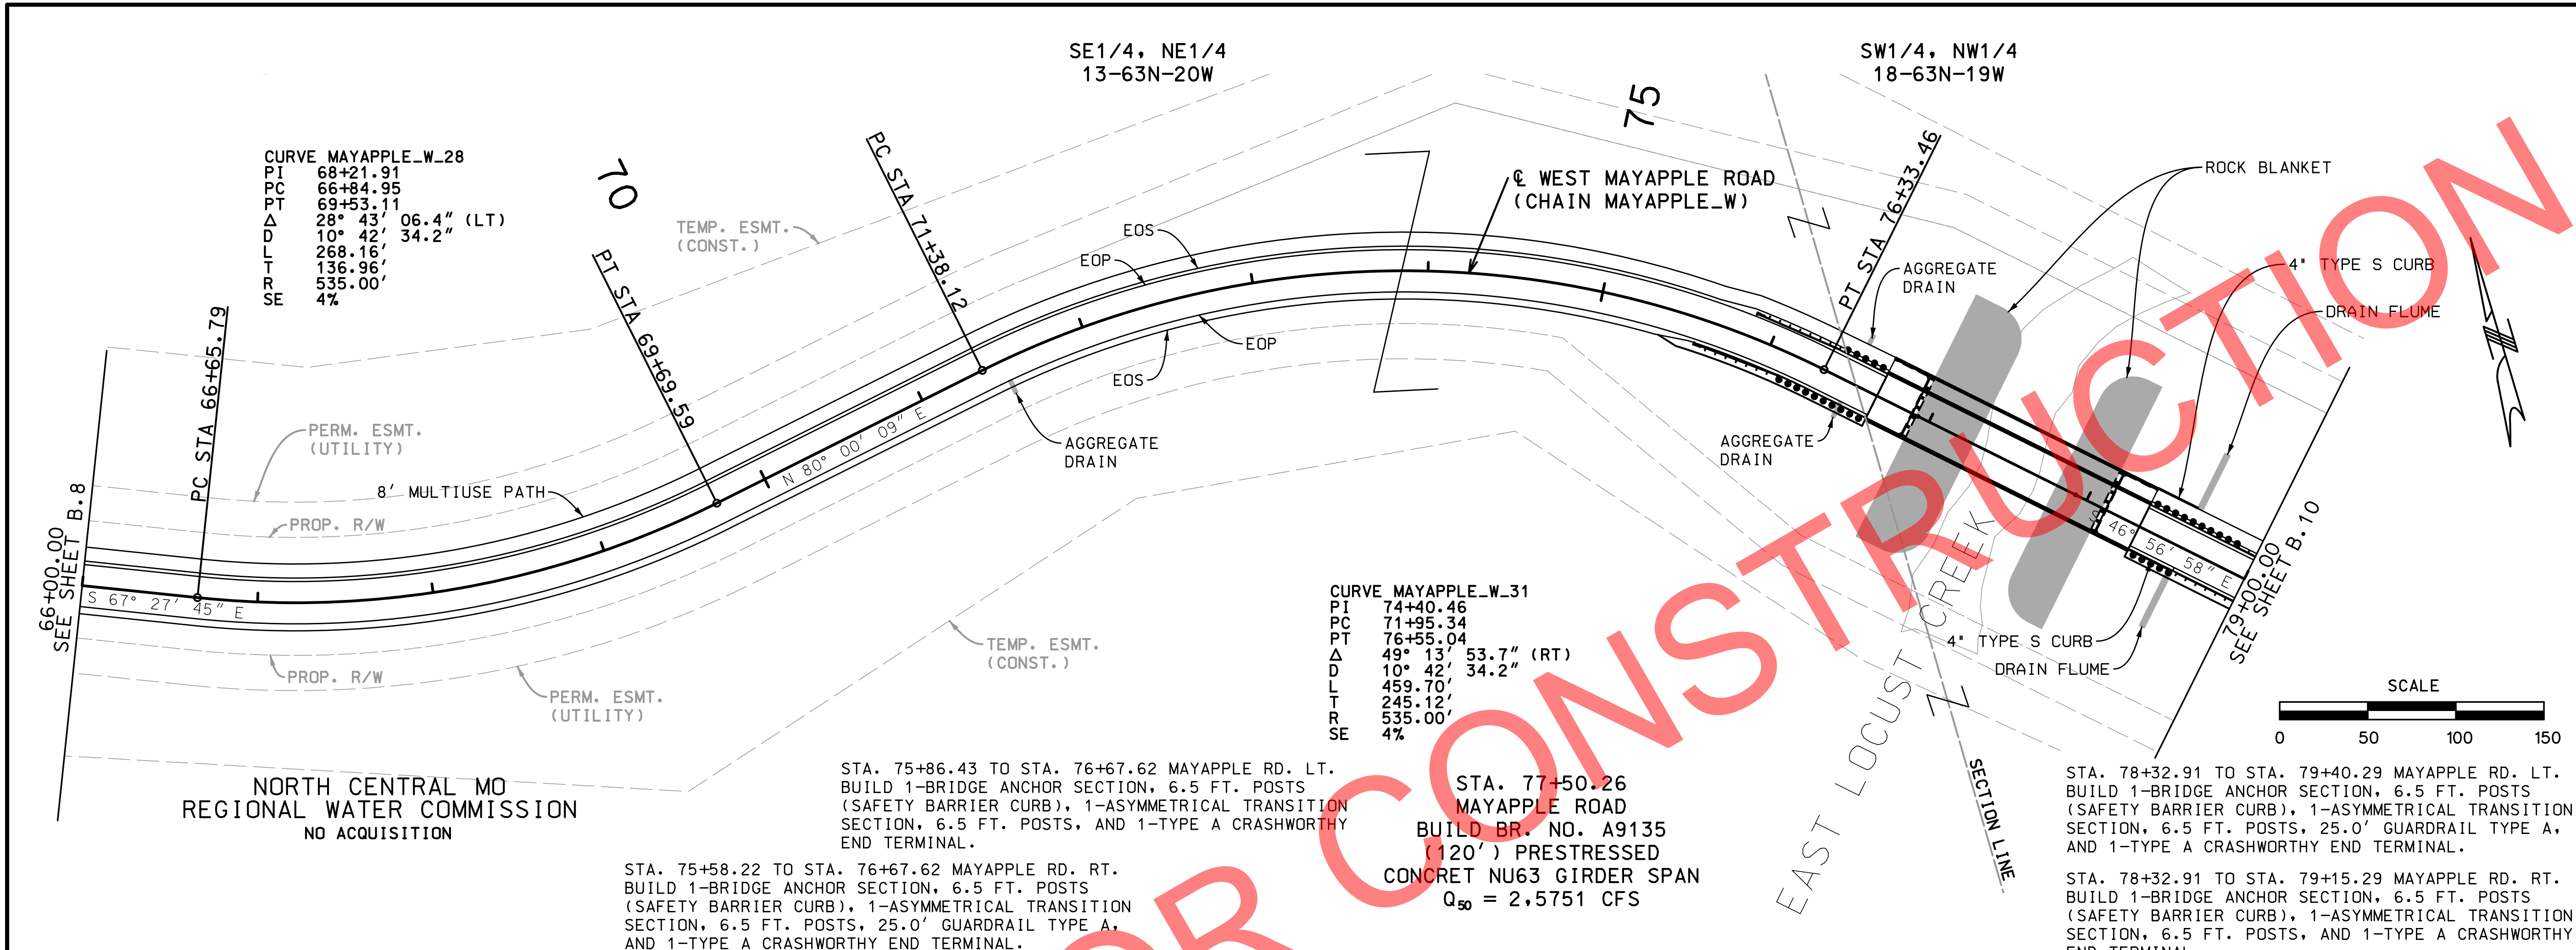 SE1/4, NE1/4
13-63N-20W
SW1/4, NW1/4
18-63N-19W
CURVE MAYAPPLE_W_28
PI 68+21.91
PC 66+84.95
PT 69+53.11
Δ 28° 43' 06.4" (LT)
D 10° 42' 34.2"
L 268.16'
T 136.96'
R 535.00'
SE 4%
70
75
PC STA 66+65.79
PT STA 69+69.59
PC STA 71+38.12
PT STA 76+33.46
TEMP. ESMT.
(CONST.)
EOS
EOP
℄ WEST MAYAPPLE ROAD
(CHAIN MAYAPPLE_W)
AGGREGATE
DRAIN
ROCK BLANKET
4" TYPE S CURB
DRAIN FLUME
PERM. ESMT.
(UTILITY)
8' MULTIUSE PATH
PROP. R/W
66+00.00
SEE SHEET B.8
S 67° 27' 45" E
N 80° 00' 09" E
EOP
EOS
AGGREGATE
DRAIN
AGGREGATE
DRAIN
S 46° 56' 58" E
79+00.00
SEE SHEET B.10
PROP. R/W
PERM. ESMT.
(UTILITY)
TEMP. ESMT.
(CONST.)
CURVE MAYAPPLE_W_31
PI 74+40.46
PC 71+95.34
PT 76+55.04
Δ 49° 13' 53.7" (RT)
D 10° 42' 34.2"
L 459.70'
T 245.12'
R 535.00'
SE 4%
4" TYPE S CURB
DRAIN FLUME
EAST LOCUST CREEK
SECTION LINE
N
SCALE
0 50 100 150
NORTH CENTRAL MO
REGIONAL WATER COMMISSION
NO ACQUISITION
STA. 75+86.43 TO STA. 76+67.62 MAYAPPLE RD. LT.
BUILD 1-BRIDGE ANCHOR SECTION, 6.5 FT. POSTS
(SAFETY BARRIER CURB), 1-ASYMMETRICAL TRANSITION
SECTION, 6.5 FT. POSTS, AND 1-TYPE A CRASHWORTHY
END TERMINAL.
STA. 75+58.22 TO STA. 76+67.62 MAYAPPLE RD. RT.
BUILD 1-BRIDGE ANCHOR SECTION, 6.5 FT. POSTS
(SAFETY BARRIER CURB), 1-ASYMMETRICAL TRANSITION
SECTION, 6.5 FT. POSTS, 25.0' GUARDRAIL TYPE A,
AND 1-TYPE A CRASHWORTHY END TERMINAL.
STA. 77+50.26
MAYAPPLE ROAD
BUILD BR. NO. A9135
(120') PRESTRESSED
CONCRET NU63 GIRDER SPAN
Q50 = 2,5751 CFS
STA. 78+32.91 TO STA. 79+40.29 MAYAPPLE RD. LT.
BUILD 1-BRIDGE ANCHOR SECTION, 6.5 FT. POSTS
(SAFETY BARRIER CURB), 1-ASYMMETRICAL TRANSITION
SECTION, 6.5 FT. POSTS, 25.0' GUARDRAIL TYPE A,
AND 1-TYPE A CRASHWORTHY END TERMINAL.
STA. 78+32.91 TO STA. 79+15.29 MAYAPPLE RD. RT.
BUILD 1-BRIDGE ANCHOR SECTION, 6.5 FT. POSTS
(SAFETY BARRIER CURB), 1-ASYMMETRICAL TRANSITION
SECTION, 6.5 FT. POSTS, AND 1-TYPE A CRASHWORTHY
END TERMINAL.
OR CONSTRUCTION